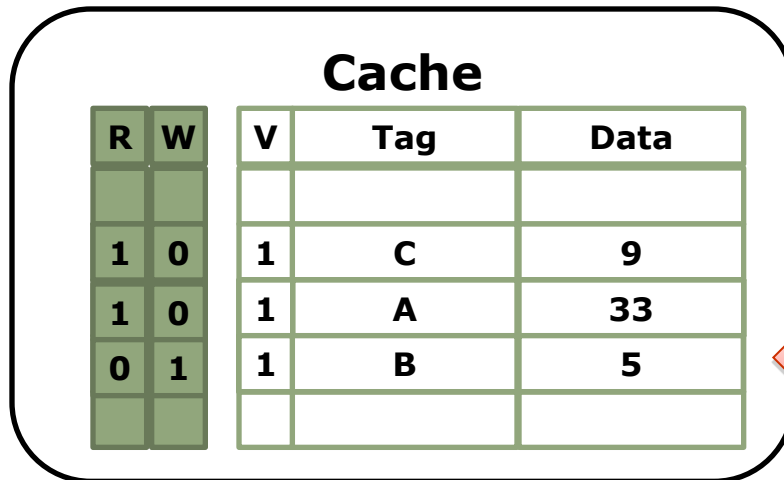 Cache
R W V Tag Data
1 0 1 C 9
1 0 1 A 33
0 1 1 B 5